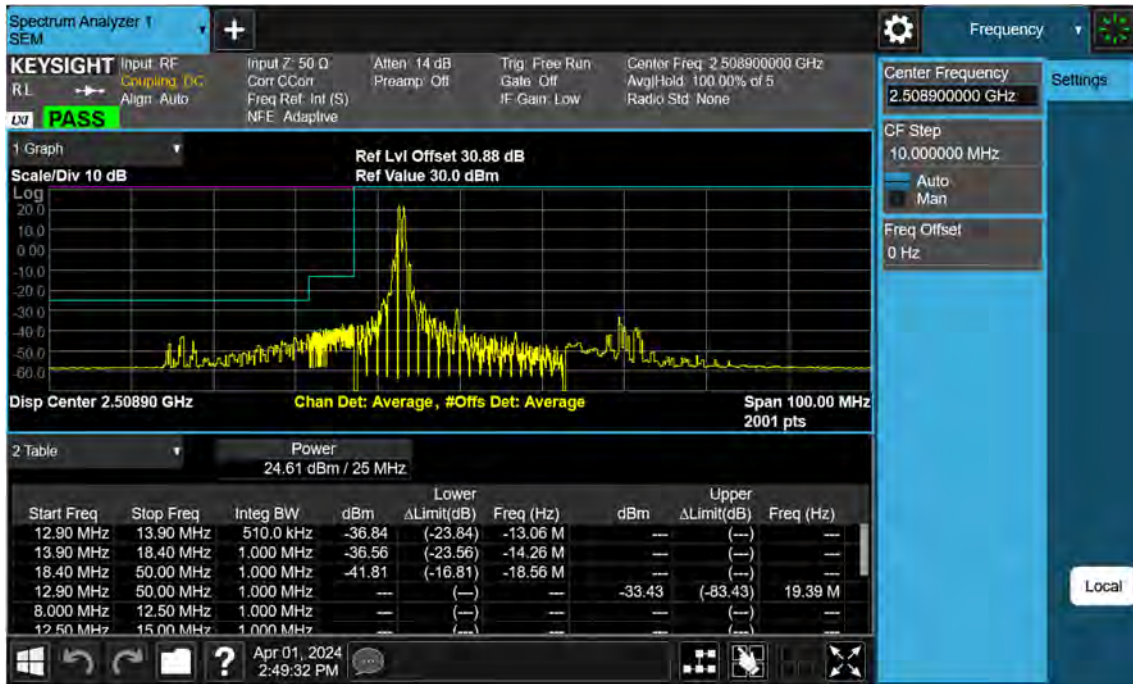 Spectrum Analyzer 1
SEM
+
Frequency
KEYSIGHT
RL
LXI
PASS
Input: RF
Coupling: DC
Align: Auto
Input Z: 50 Ω
Corr CCorr
Freq Ref: Int (S)
NFE: Adaptive
Atten: 14 dB
Preamp: Off
Trig: Free Run
Gate: Off
IF Gain: Low
Center Freq: 2.508900000 GHz
Avg|Hold: 100.00% of 5
Radio Std: None
Center Frequency
2.508900000 GHz
Settings
CF Step
10.000000 MHz
Auto
Man
Freq Offset
0 Hz
1 Graph
Scale/Div 10 dB
Ref Lvl Offset 30.88 dB
Ref Value 30.0 dBm
Log
20.0
10.0
0.00
-10.0
-20.0
-30.0
-40.0
-50.0
-60.0
Disp Center 2.50890 GHz
Chan Det: Average, #Offs Det: Average
Span 100.00 MHz
2001 pts
2 Table
Power
24.61 dBm / 25 MHz
Lower Upper
Start Freq Stop Freq Integ BW dBm ΔLimit(dB) Freq (Hz) dBm ΔLimit(dB) Freq (Hz)
12.90 MHz 13.90 MHz 510.0 kHz -36.84 (-23.84) -13.06 M --- (---) ---
13.90 MHz 18.40 MHz 1.000 MHz -36.56 (-23.56) -14.26 M --- (---) ---
18.40 MHz 50.00 MHz 1.000 MHz -41.81 (-16.81) -18.56 M --- (---) ---
12.90 MHz 50.00 MHz 1.000 MHz --- (---) --- -33.43 (-83.43) 19.39 M
8.000 MHz 12.50 MHz 1.000 MHz --- (---) --- --- (---) ---
12.50 MHz 15.00 MHz 1.000 MHz --- (---) --- --- (---) ---
Local
?
Apr 01, 2024
2:49:32 PM